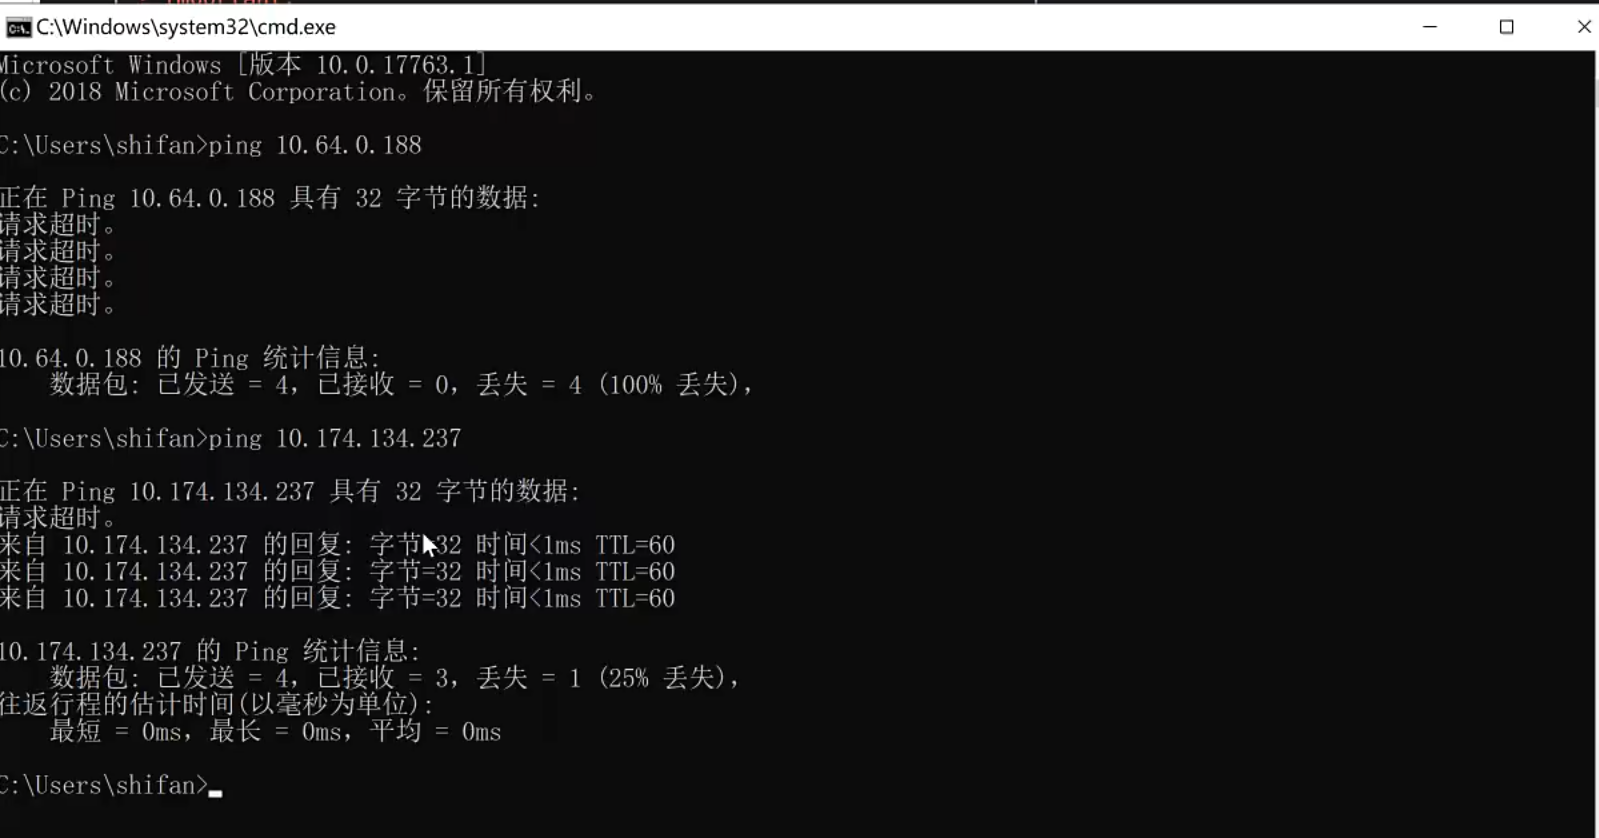 C:\Windows\system32\cmd.exe
Microsoft Windows [版本 10.0.17763.1]
(c) 2018 Microsoft Corporation。保留所有权利。
C:\Users\shifan>ping 10.64.0.188
正在 Ping 10.64.0.188 具有 32 字节的数据:
请求超时。
请求超时。
请求超时。
请求超时。
10.64.0.188 的 Ping 统计信息:
数据包: 已发送 = 4，已接收 = 0，丢失 = 4 (100% 丢失)，
C:\Users\shifan>ping 10.174.134.237
正在 Ping 10.174.134.237 具有 32 字节的数据:
请求超时。
来自 10.174.134.237 的回复: 字节=32 时间<1ms TTL=60
来自 10.174.134.237 的回复: 字节=32 时间<1ms TTL=60
来自 10.174.134.237 的回复: 字节=32 时间<1ms TTL=60
10.174.134.237 的 Ping 统计信息:
数据包: 已发送 = 4，已接收 = 3，丢失 = 1 (25% 丢失)，
往返行程的估计时间(以毫秒为单位):
最短 = 0ms，最长 = 0ms，平均 = 0ms
C:\Users\shifan>